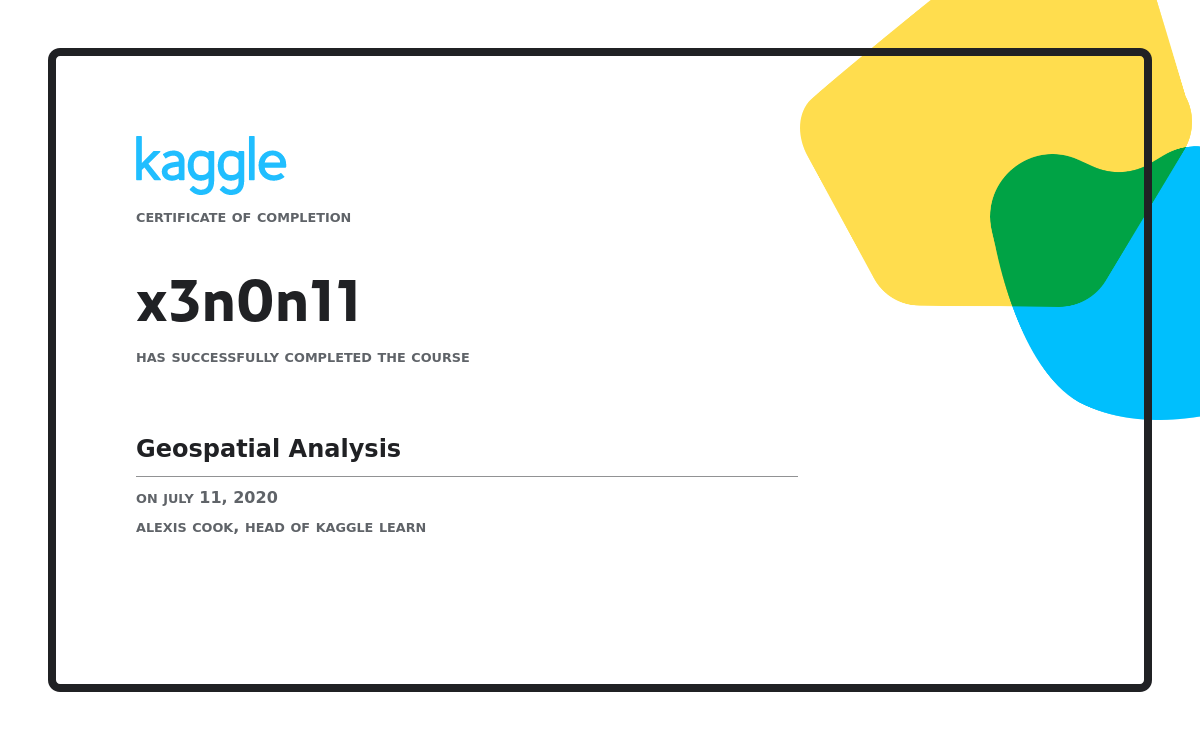 kaggle
CERTIFICATE OF COMPLETION
x3n0n11
HAS SUCCESSFULLY COMPLETED THE COURSE
Geospatial Analysis
ON JULY 11, 2020
ALEXIS COOK, HEAD OF KAGGLE LEARN